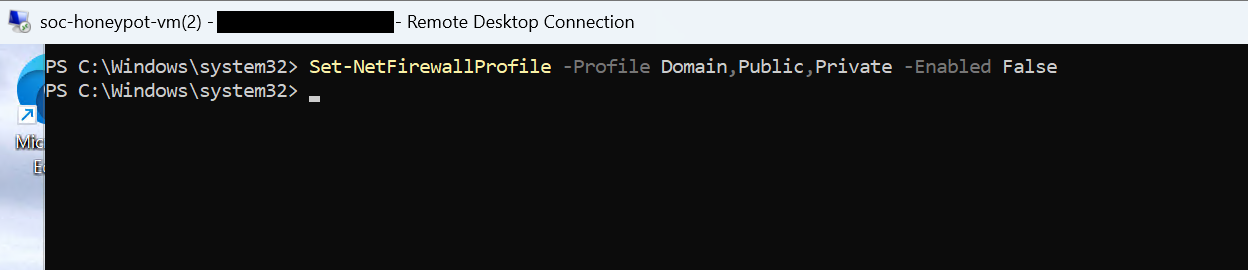 soc-honeypot-vm(2) - - Remote Desktop Connection
PS C:\Windows\system32> Set-NetFirewallProfile -Profile Domain,Public,Private -Enabled False
PS C:\Windows\system32>